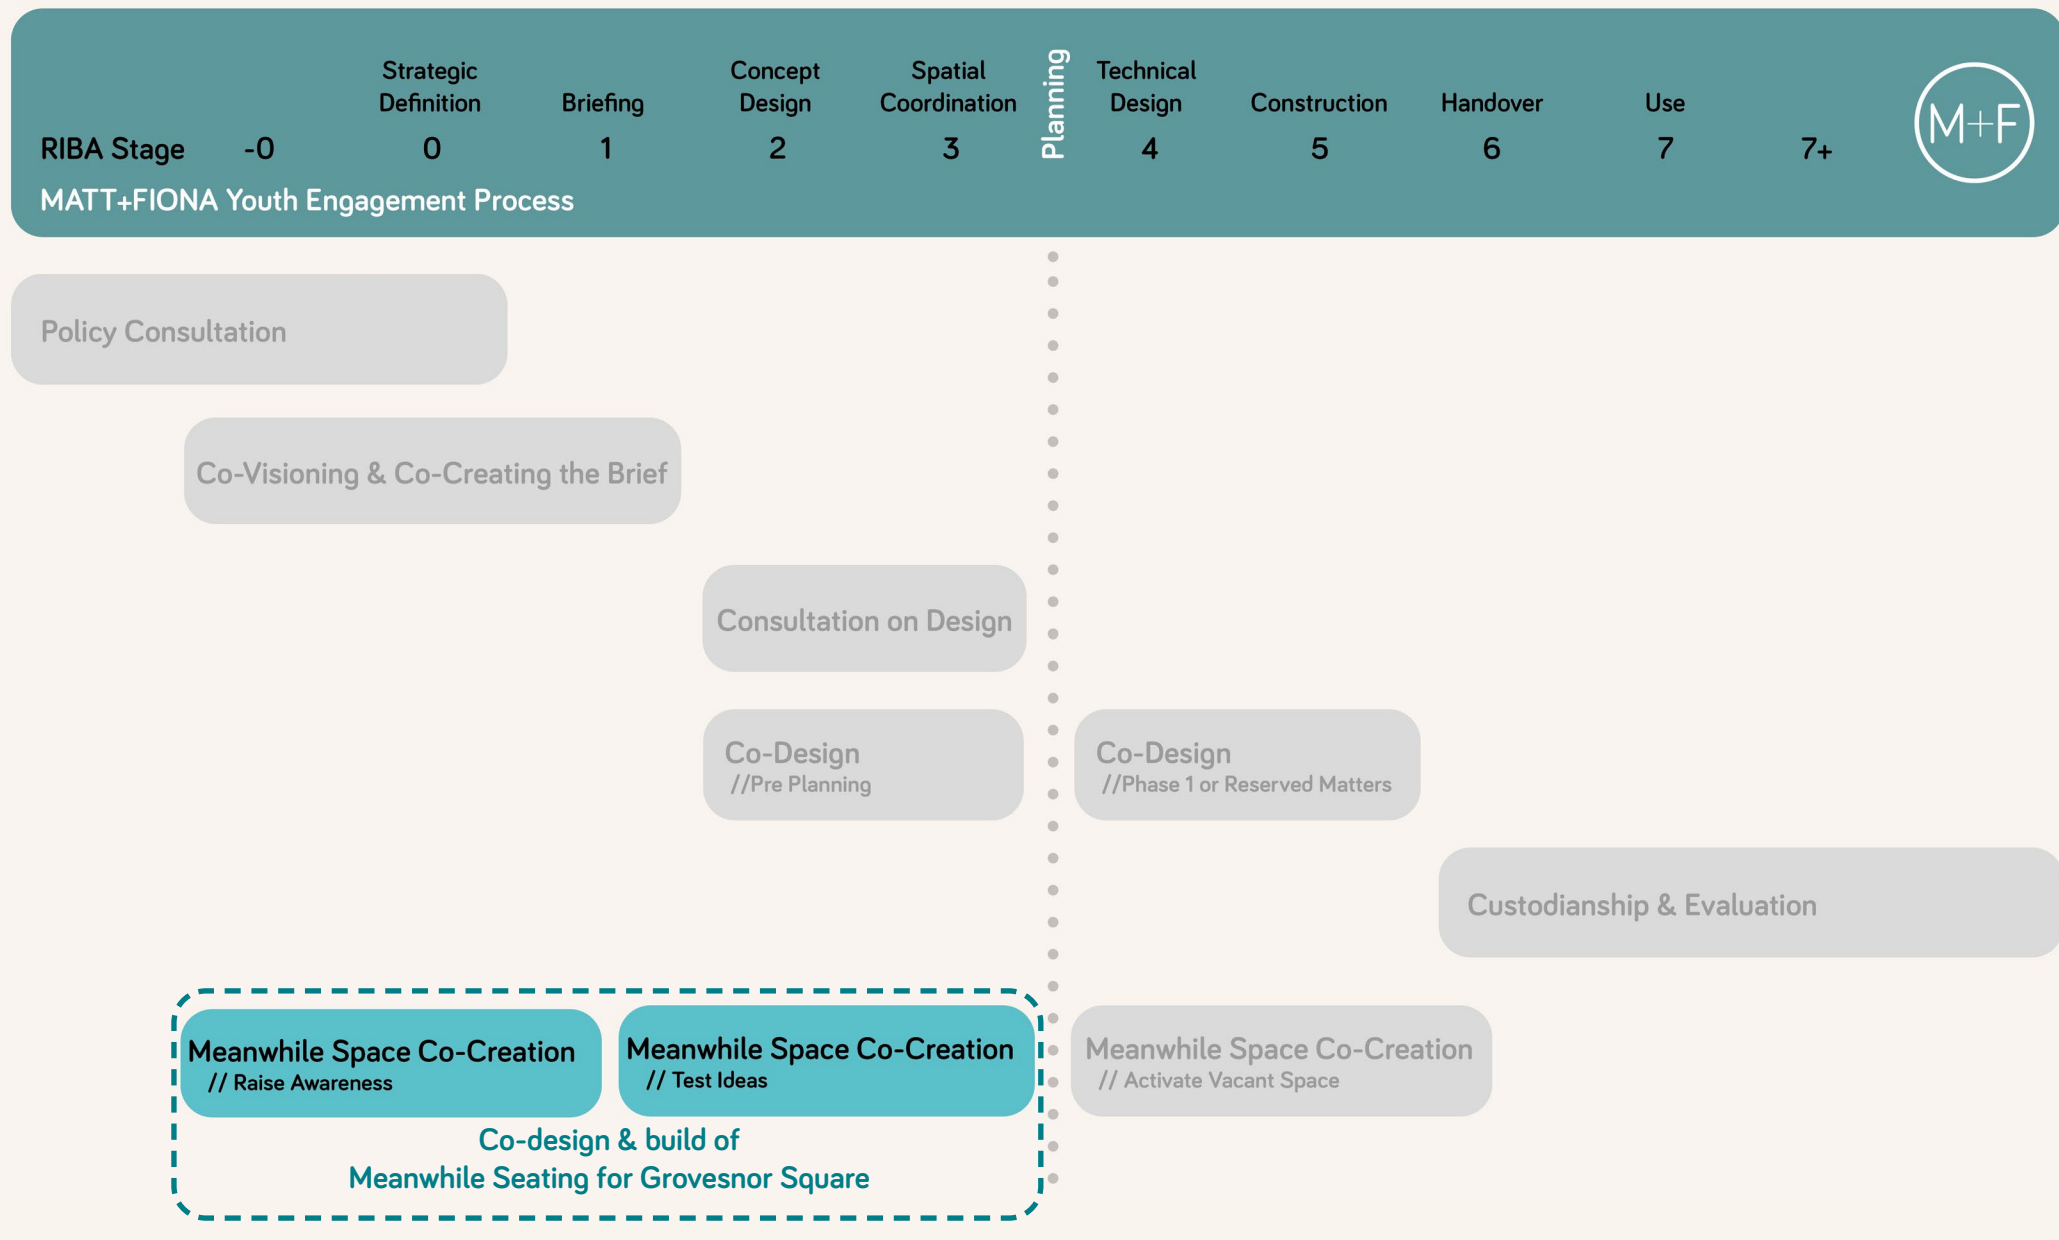 Strategic
Definition
Briefing
Concept
Design
Spatial
Coordination
Planning
Technical
Design
Construction
Handover
Use
RIBA Stage -0 0 1 2 3 4 5 6 7 7+
M+F
MATT+FIONA Youth Engagement Process
Policy Consultation
Co-Visioning & Co-Creating the Brief
Consultation on Design
Co-Design
//Pre Planning
Co-Design
//Phase 1 or Reserved Matters
Custodianship & Evaluation
Meanwhile Space Co-Creation
// Raise Awareness
Meanwhile Space Co-Creation
// Test Ideas
Meanwhile Space Co-Creation
// Activate Vacant Space
Co-design & build of
Meanwhile Seating for Grovesnor Square